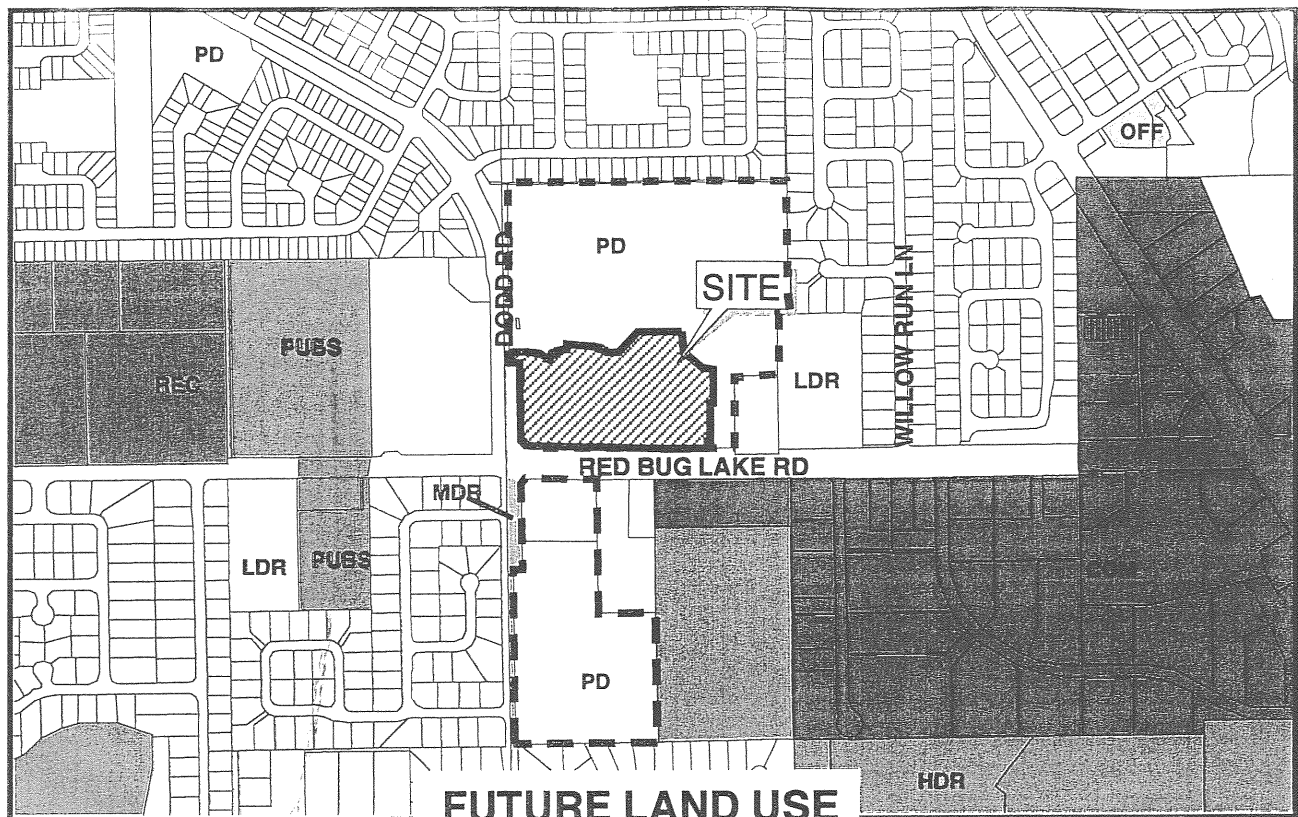 PD
OFF
PD
DODD RD
SITE
WILLOW RUN LN
PUBS
REC
LDR
RED BUG LAKE RD
MDR
LDR
PUBS
PD
HDR
FUTURE LAND USE